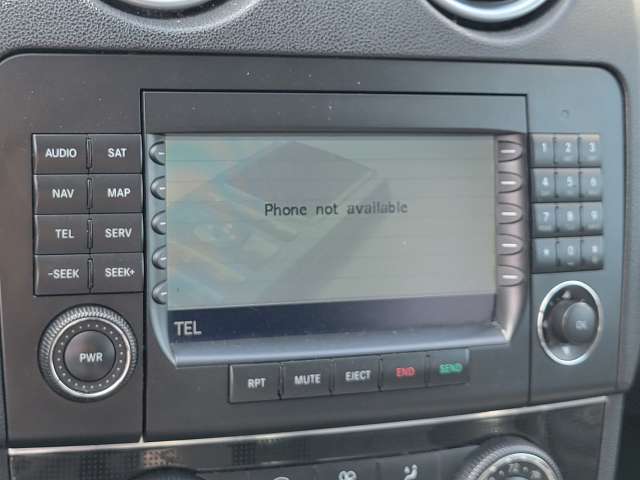 AUDIO SAT
NAV MAP
TEL SERV
-SEEK SEEK+
PWR
Phone not available
TEL
RPT MUTE EJECT END SEND
1 2 3
4 5 6
7 8 9
* 0 #
OK
72